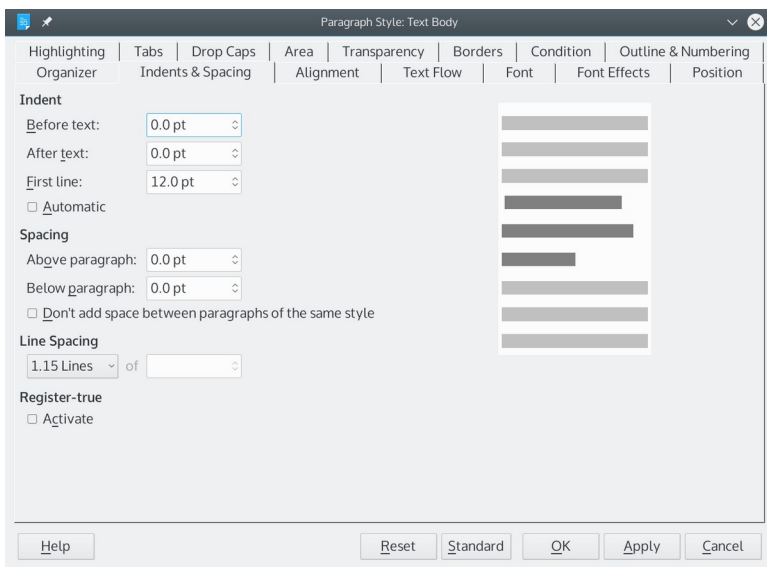 Paragraph Style: Text Body
Highlighting Tabs Drop Caps Area Transparency Borders Condition Outline & Numbering
Organizer Indents & Spacing Alignment Text Flow Font Font Effects Position
Indent
Before text: 0.0 pt
After text: 0.0 pt
First line: 12.0 pt
Automatic
Spacing
Above paragraph: 0.0 pt
Below paragraph: 0.0 pt
Don't add space between paragraphs of the same style
Line Spacing
1.15 Lines of
Register-true
Activate
Help Reset Standard OK Apply Cancel